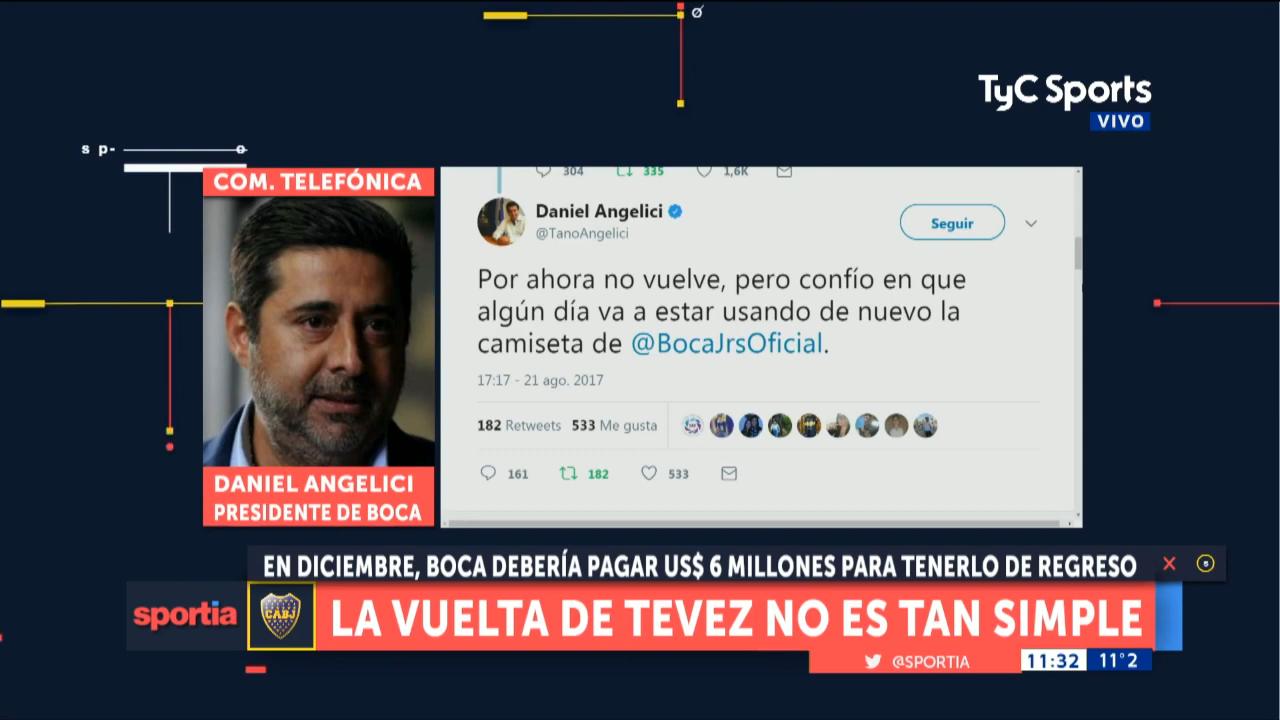 TyC Sports
VIVO
s p- o
COM. TELEFÓNICA
304 335 1,6K
Daniel Angelici
@TanoAngelici
Seguir
Por ahora no vuelve, pero confío en que
algún día va a estar usando de nuevo la
camiseta de @BocaJrsOficial.
17:17 - 21 ago. 2017
182 Retweets 533 Me gusta
161 182 533
DANIEL ANGELICI
PRESIDENTE DE BOCA
EN DICIEMBRE, BOCA DEBERÍA PAGAR US$ 6 MILLONES PARA TENERLO DE REGRESO
sportia
CABJ
LA VUELTA DE TEVEZ NO ES TAN SIMPLE
@SPORTIA
11:32 11°2